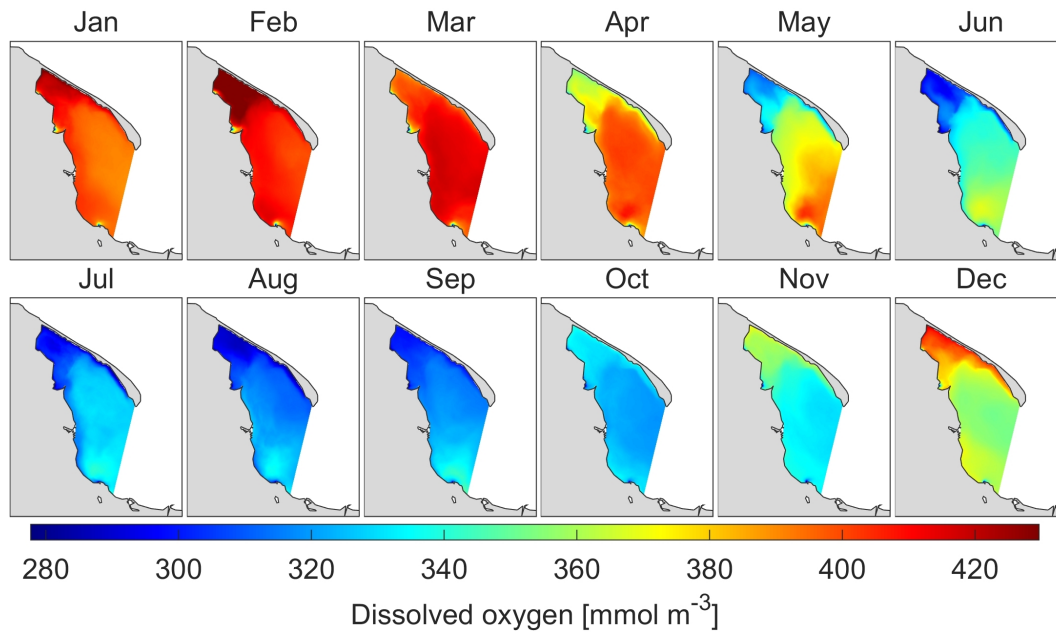 Jan Feb Mar Apr May Jun
Jul Aug Sep Oct Nov Dec
280 300 320 340 360 380 400 420
Dissolved oxygen [mmol m⁻³]